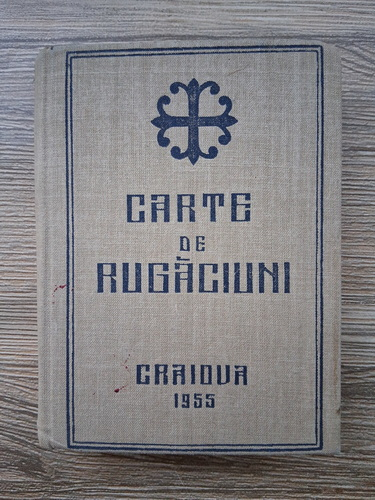 CARTE
DE
RUGĂCIUNI
CRAIOVA
1955